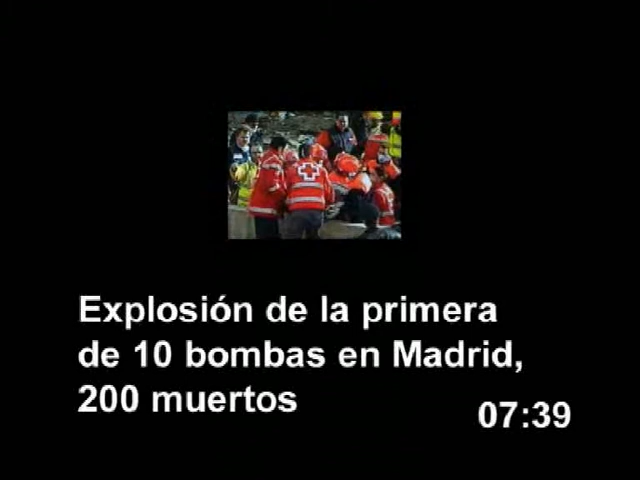 Explosión de la primera
de 10 bombas en Madrid,
200 muertos
07:39